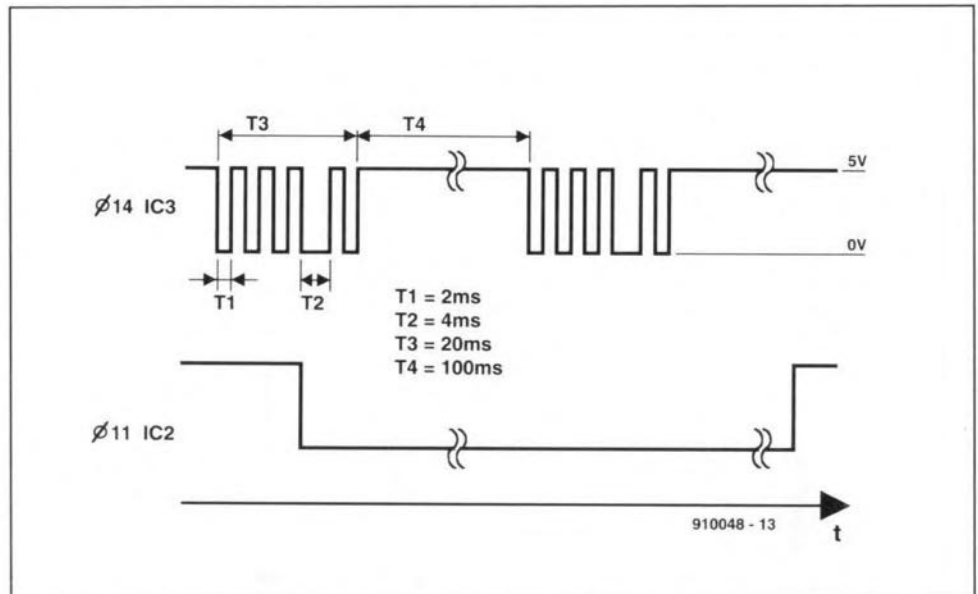 T3 T4
5V
Ø14 IC3
0V
T1 T2
T1 = 2ms
T2 = 4ms
T3 = 20ms
T4 = 100ms
Ø11 IC2
910048 - 13
t